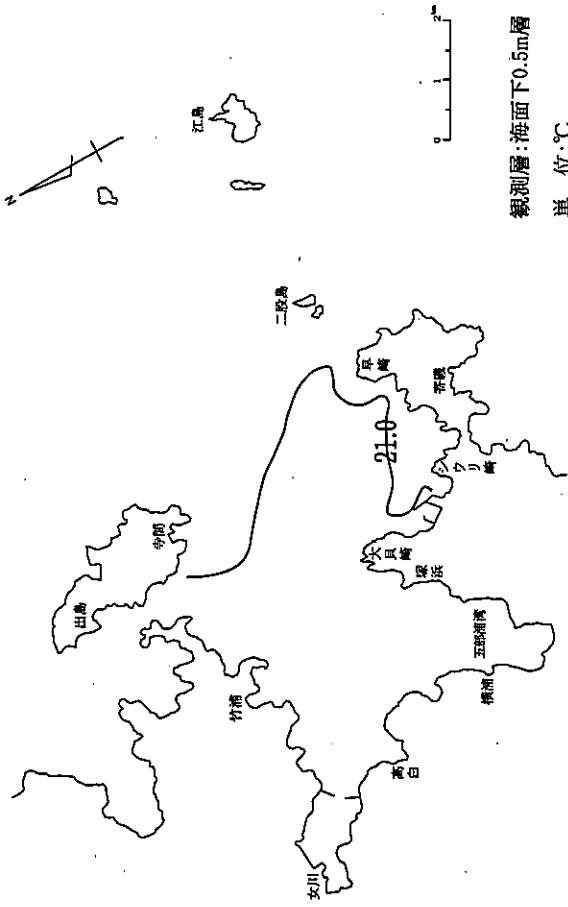 N
江島
0 1 2 km
観測層:海面下0.5m層
単 位:℃
二股島
早崎
寄磯
21.0
シウリ崎
寺間
出島
大貝崎
塚浜
五部浦湾
横浦
竹浦
高白
女川